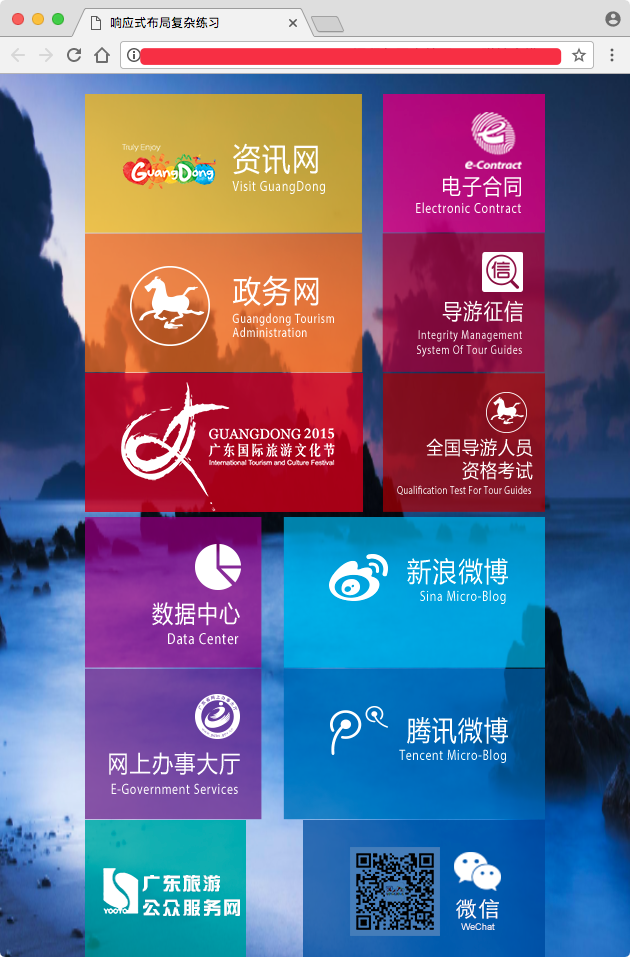 响应式布局复杂练习
Truly Enjoy
GuangDong
资讯网
Visit GuangDong
e-Contract
电子合同
Electronic Contract
政务网
Guangdong Tourism
Administration
信
导游征信
Integrity Management
System Of Tour Guides
GUANGDONG 2015
广东国际旅游文化节
International Tourism and Culture Festival
全国导游人员
资格考试
Qualification Test For Tour Guides
数据中心
Data Center
新浪微博
Sina Micro-Blog
网上办事大厅
E-Government Services
腾讯微博
Tencent Micro-Blog
广东旅游
公众服务网
微信
WeChat